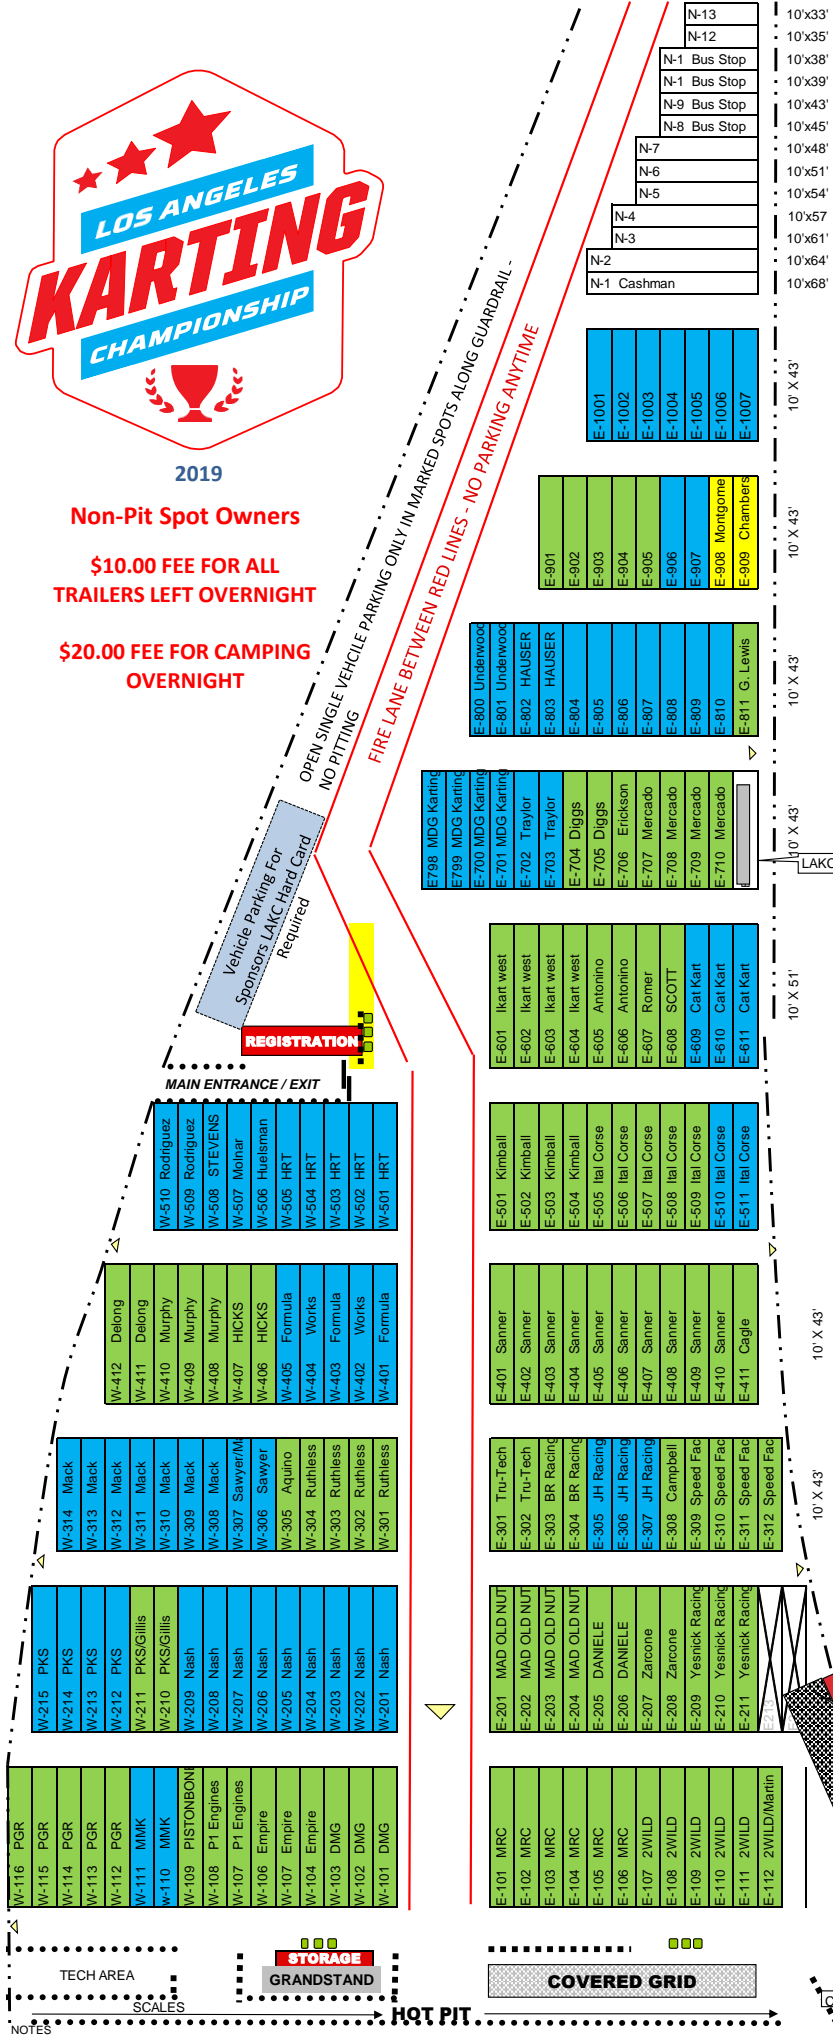 N-13 10'x33'
N-12 10'x35'
N-1 Bus Stop 10'x38'
N-1 Bus Stop 10'x39'
N-9 Bus Stop 10'x43'
N-8 Bus Stop 10'x45'
N-7 10'x48'
N-6 10'x51'
N-5 10'x54'
N-4 10'x57
N-3 10'x61'
N-2 10'x64'
N-1 Cashman 10'x68'
LOS ANGELES
KARTING
CHAMPIONSHIP
2019
Non-Pit Spot Owners
$10.00 FEE FOR ALL
TRAILERS LEFT OVERNIGHT
$20.00 FEE FOR CAMPING
OVERNIGHT
OPEN SINGLE VEHCILE PARKING ONLY IN MARKED SPOTS ALONG GUARDRAIL -
NO PITTING
FIRE LANE BETWEEN RED LINES - NO PARKING ANYTIME
E-1001
E-1002
E-1003
E-1004
E-1005
E-1006
E-1007
10' X 43'
E-901
E-902
E-903
E-904
E-905
E-906
E-907
E-908 Montgome
E-909 Chambers
10' X 43'
E-800 Underwood
E-801 Underwood
E-802 HAUSER
E-803 HAUSER
E-804
E-805
E-806
E-807
E-808
E-809
E-810
E-811 G. Lewis
10' X 43'
E798 MDG Karting
E799 MDG Karting
E-700 MDG Karting
E-701 MDG Karting
E-702 Traylor
E-703 Traylor
E-704 Diggs
E-705 Diggs
E-706 Erickson
E-707 Mercado
E-708 Mercado
E-709 Mercado
E-710 Mercado
10' X 43'
LAKC
Vehicle Parking For
Sponsors LAKC Hard Card
Required
E-601 Ikart west
E-602 Ikart west
E-603 Ikart west
E-604 Ikart west
E-605 Antonino
E-606 Antonino
E-607 Romer
E-608 SCOTT
E-609 Cat Kart
E-610 Cat Kart
E-611 Cat Kart
10' X 51'
REGISTRATION
MAIN ENTRANCE / EXIT
W-510 Rodriguez
W-509 Rodriguez
W-508 STEVENS
W-507 Molnar
W-506 Huelsman
W-505 HRT
W-504 HRT
W-503 HRT
W-502 HRT
W-501 HRT
E-501 Kimball
E-502 Kimball
E-503 Kimball
E-504 Kimball
E-505 Ital Corse
E-506 Ital Corse
E-507 Ital Corse
E-508 Ital Corse
E-509 Ital Corse
E-510 Ital Corse
E-511 Ital Corse
W-412 Delong
W-411 Delong
W-410 Murphy
W-409 Murphy
W-408 Murphy
W-407 HICKS
W-406 HICKS
W-405 Formula
W-404 Works
W-403 Formula
W-402 Works
W-401 Formula
E-401 Sanner
E-402 Sanner
E-403 Sanner
E-404 Sanner
E-405 Sanner
E-406 Sanner
E-407 Sanner
E-408 Sanner
E-409 Sanner
E-410 Sanner
E-411 Cagle
10' X 43'
W-314 Mack
W-313 Mack
W-312 Mack
W-311 Mack
W-310 Mack
W-309 Mack
W-308 Mack
W-307 Sawyer/Ma
W-306 Sawyer
W-305 Aquino
W-304 Ruthless
W-303 Ruthless
W-302 Ruthless
W-301 Ruthless
E-301 Tru-Tech
E-302 Tru-Tech
E-303 BR Racing
E-304 BR Racing
E-305 JH Racing
E-306 JH Racing
E-307 JH Racing
E-308 Campbell
E-309 Speed Fac
E-310 Speed Fac
E-311 Speed Fac
E-312 Speed Fac
10' X 43'
W-215 PKS
W-214 PKS
W-213 PKS
W-212 PKS
W-211 PKS/Gillis
W-210 PKS/Gillis
W-209 Nash
W-208 Nash
W-207 Nash
W-206 Nash
W-205 Nash
W-204 Nash
W-203 Nash
W-202 Nash
W-201 Nash
E-201 MAD OLD NUT
E-202 MAD OLD NUT
E-203 MAD OLD NUT
E-204 MAD OLD NUT
E-205 DANIELE
E-206 DANIELE
E-207 Zarcone
E-208 Zarcone
E-209 Yesnick Racing
E-210 Yesnick Racing
E-211 Yesnick Racing
W-116 PGR
W-115 PGR
W-114 PGR
W-113 PGR
W-112 PGR
W-111 MMK
w-110 MMK
W-109 PISTONBONE
W-108 P1 Engines
W-107 P1 Engines
W-106 Empire
W-107 Empire
W-104 Empire
W-103 DMG
W-102 DMG
W-101 DMG
E-101 MRC
E-102 MRC
E-103 MRC
E-104 MRC
E-105 MRC
E-106 MRC
E-107 2WILD
E-108 2WILD
E-109 2WILD
E-110 2WILD
E-111 2WILD
E-112 2WILD/Martin
TECH AREA
STORAGE
GRANDSTAND
COVERED GRID
SCALES
HOT PIT
NOTES